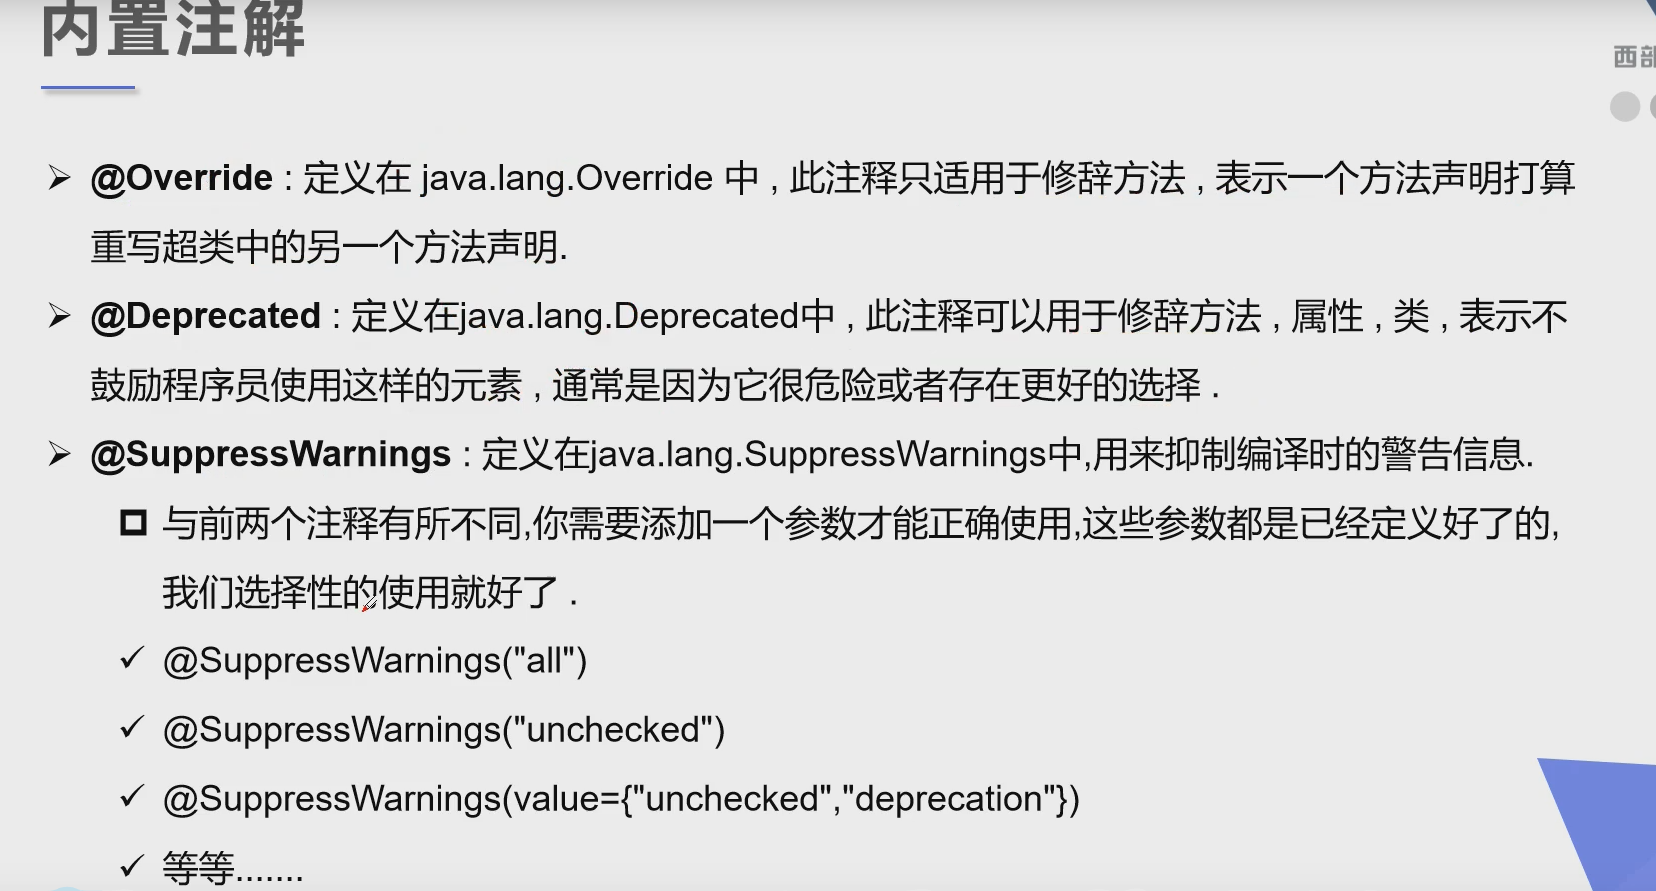 内置注解
西部
@Override : 定义在 java.lang.Override 中 , 此注释只适用于修辞方法 , 表示一个方法声明打算
重写超类中的另一个方法声明.
@Deprecated : 定义在java.lang.Deprecated中 , 此注释可以用于修辞方法 , 属性 , 类 , 表示不
鼓励程序员使用这样的元素 , 通常是因为它很危险或者存在更好的选择 .
@SuppressWarnings : 定义在java.lang.SuppressWarnings中,用来抑制编译时的警告信息.
与前两个注释有所不同,你需要添加一个参数才能正确使用,这些参数都是已经定义好了的,
我们选择性的使用就好了 .
@SuppressWarnings("all")
@SuppressWarnings("unchecked")
@SuppressWarnings(value={"unchecked","deprecation"})
等等.......